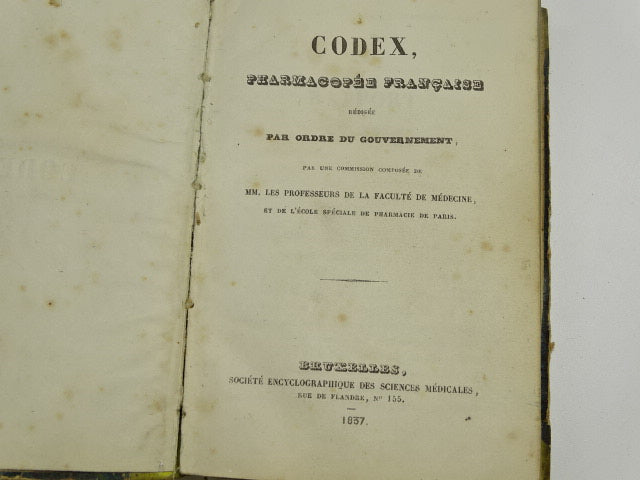 CODEX,
PHARMACOPÉE FRANÇAISE
RÉDIGÉE
PAR ORDRE DU GOUVERNEMENT,
PAR UNE COMMISSION COMPOSÉE DE
MM. LES PROFESSEURS DE LA FACULTÉ DE MÉDECINE,
ET DE L'ÉCOLE SPÉCIALE DE PHARMACIE DE PARIS.
BRUXELLES,
SOCIÉTÉ ENCYCLOGRAPHIQUE DES SCIENCES MÉDICALES,
RUE DE FLANDRE, Nº 155.
1837.